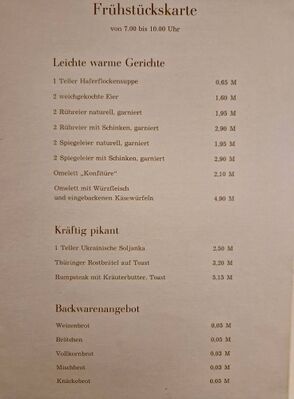 Frühstückskarte
von 7.00 bis 10.00 Uhr
Leichte warme Gerichte
1 Teller Haferflockensuppe 0,65 M
2 weichgekochte Eier 1,60 M
2 Rühreier naturell, garniert 1,95 M
2 Rühreier mit Schinken, garniert 2,90 M
2 Spiegeleier naturell, garniert 1,95 M
2 Spiegeleier mit Schinken, garniert 2,90 M
Omelett „Konfitüre" 2,10 M
Omelett mit Würzfleisch
und eingebackenen Käsewürfeln 4,90 M
Kräftig pikant
1 Teller Ukrainische Soljanka 2,50 M
Thüringer Rostbrätel auf Toast 3,20 M
Rumpsteak mit Kräuterbutter, Toast 5,15 M
Backwarenangebot
Weizenbrot 0,05 M
Brötchen 0,05 M
Vollkornbrot 0,03 M
Mischbrot 0,03 M
Knäckebrot 0,05 M